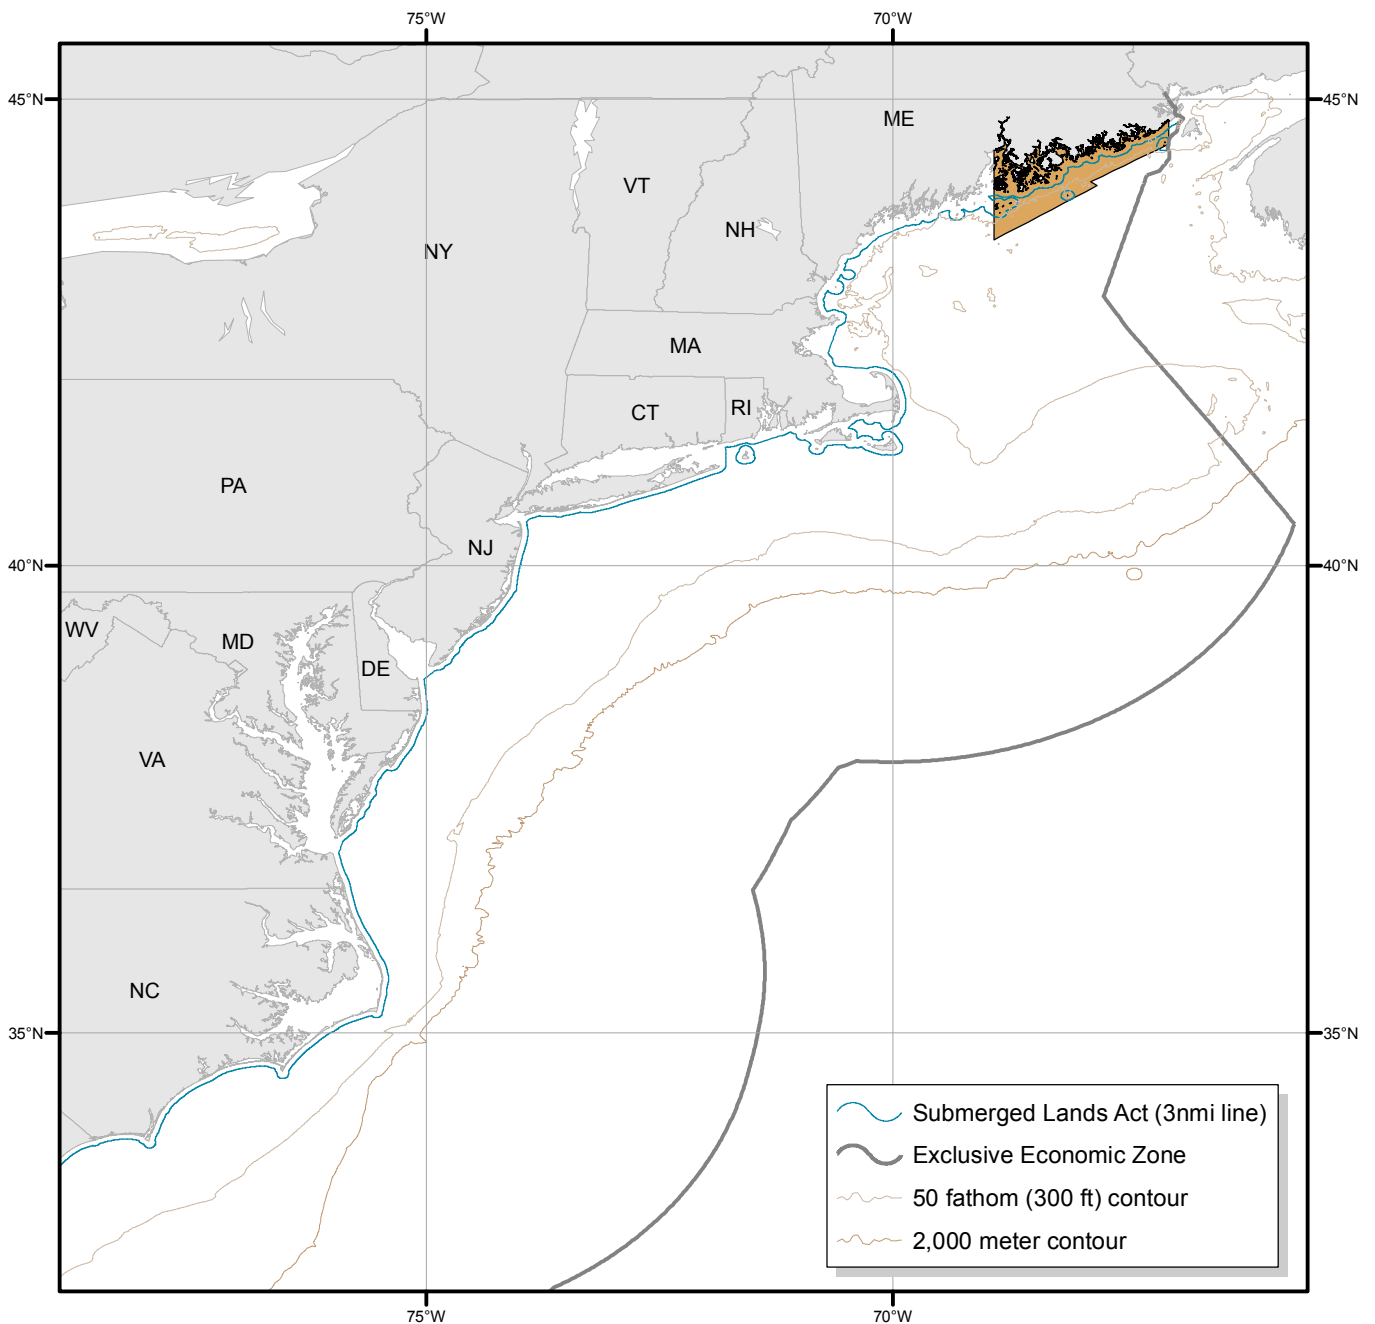 75°W
70°W
45°N
45°N
ME
VT
NH
NY
MA
CT
RI
PA
NJ
40°N
40°N
WV
MD
DE
VA
NC
35°N
35°N
Submerged Lands Act (3nmi line)
Exclusive Economic Zone
50 fathom (300 ft) contour
2,000 meter contour
75°W
70°W